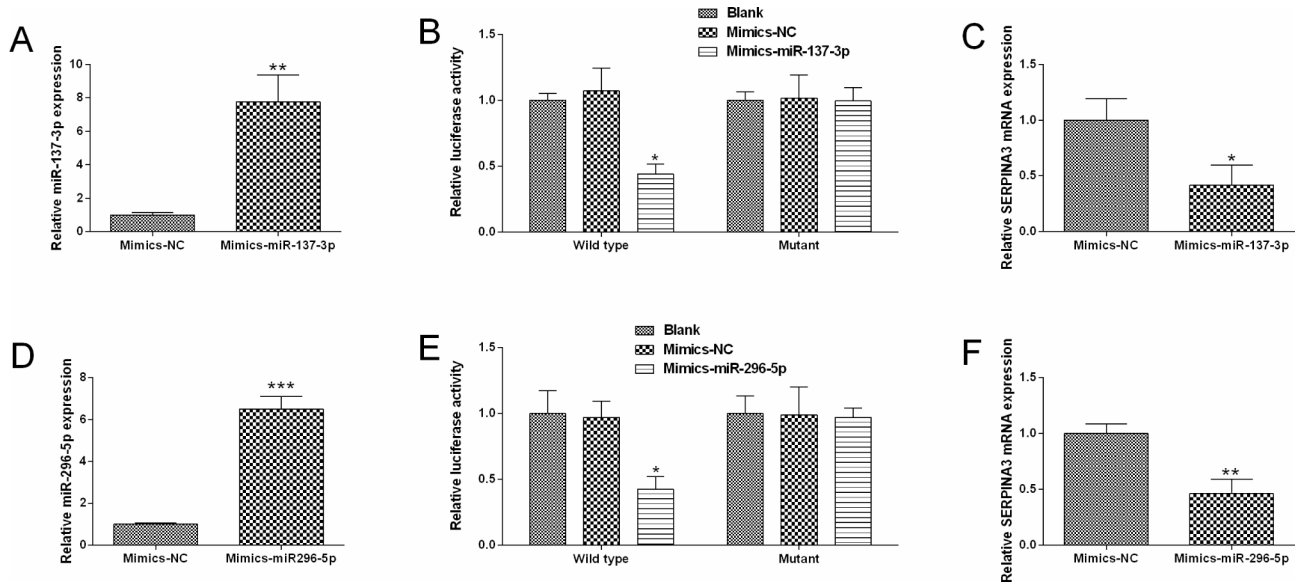 A
Relative miR-137-3p expression
10
8
6
4
2
0
**
Mimics-NC
Mimics-miR-137-3p
B
Blank
Mimics-NC
Mimics-miR-137-3p
Relative luciferase activity
1.5
1.0
0.5
0.0
*
Wild type
Mutant
C
Relative SERPINA3 mRNA expression
1.5
1.0
0.5
0.0
*
Mimics-NC
Mimics-miR-137-3p
D
Relative miR-296-5p expression
8
6
4
2
0
***
Mimics-NC
Mimics-miR296-5p
E
Blank
Mimics-NC
Mimics-miR-296-5p
Relative luciferase activity
1.5
1.0
0.5
0.0
*
Wild type
Mutant
F
Relative SERPINA3 mRNA expression
1.5
1.0
0.5
0.0
**
Mimics-NC
Mimics-miR-296-5p